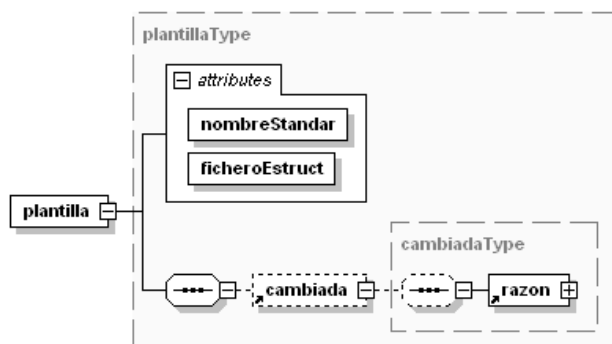 plantillaType
attributes
nombreStandar
ficheroEstruct
plantilla
cambiadaType
cambiada
razon